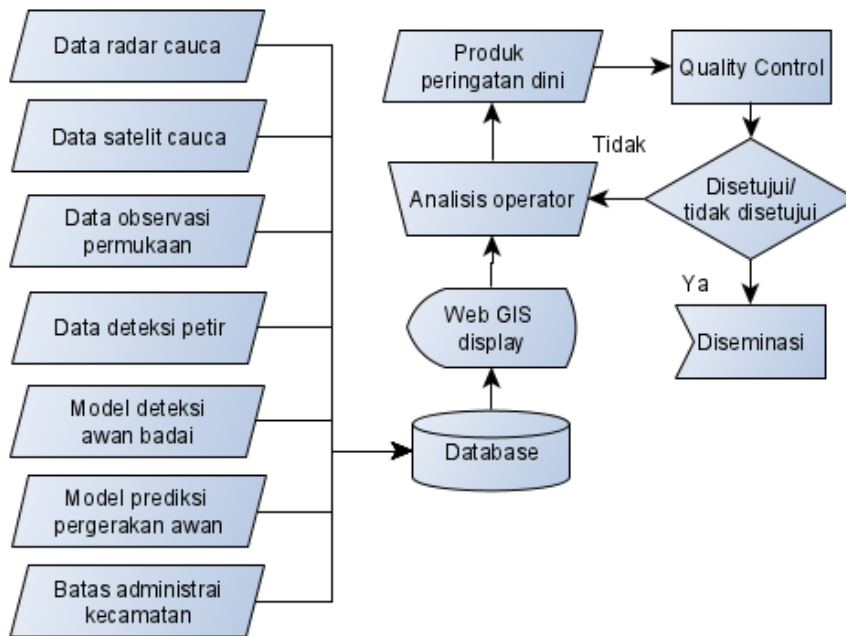 Data radar cauca
Data satelit cauca
Data observasi
permukaan
Data deteksi petir
Model deteksi
awan badai
Model prediksi
pergerakan awan
Batas administrai
kecamatan
Database
Web GIS
display
Analisis operator
Produk
peringatan dini
Quality Control
Disetujui/
tidak disetujui
Tidak
Ya
Diseminasi